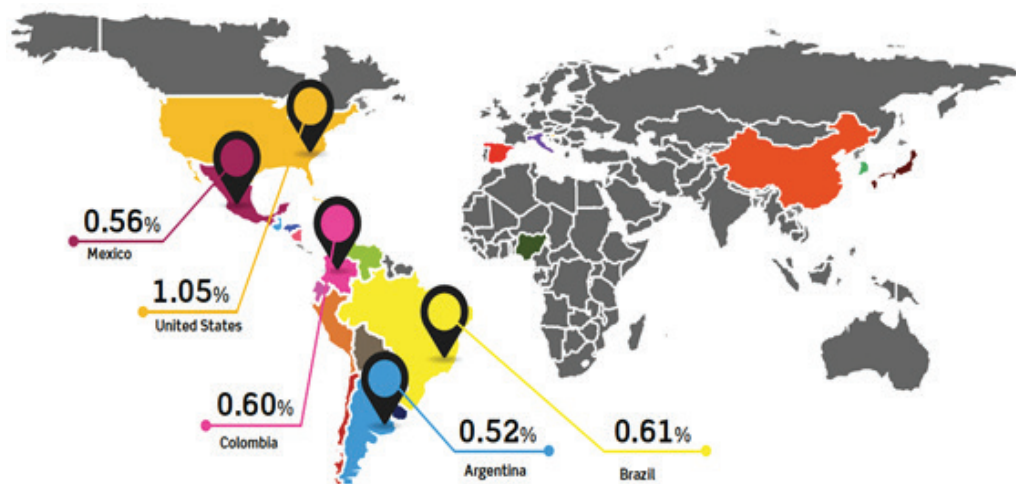 0.56%
Mexico
1.05%
United States
0.60%
Colombia
0.52%
Argentina
0.61%
Brazil